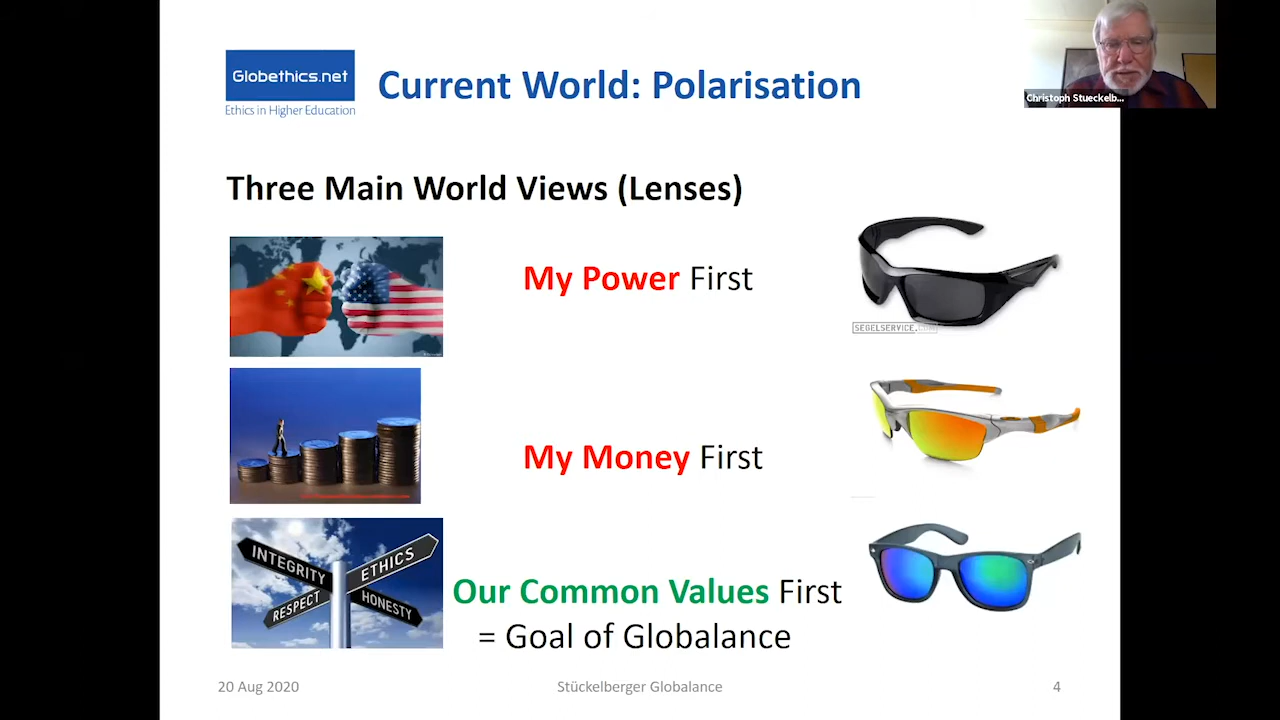 Globethics.net
Ethics in Higher Education
Current World: Polarisation
Christoph Stueckelb...
Three Main World Views (Lenses)
My Power First
SEGELSERVICE.COM
My Money First
INTEGRITY
ETHICS
RESPECT
HONESTY
Our Common Values First
= Goal of Globalance
20 Aug 2020
Stückelberger Globalance
4